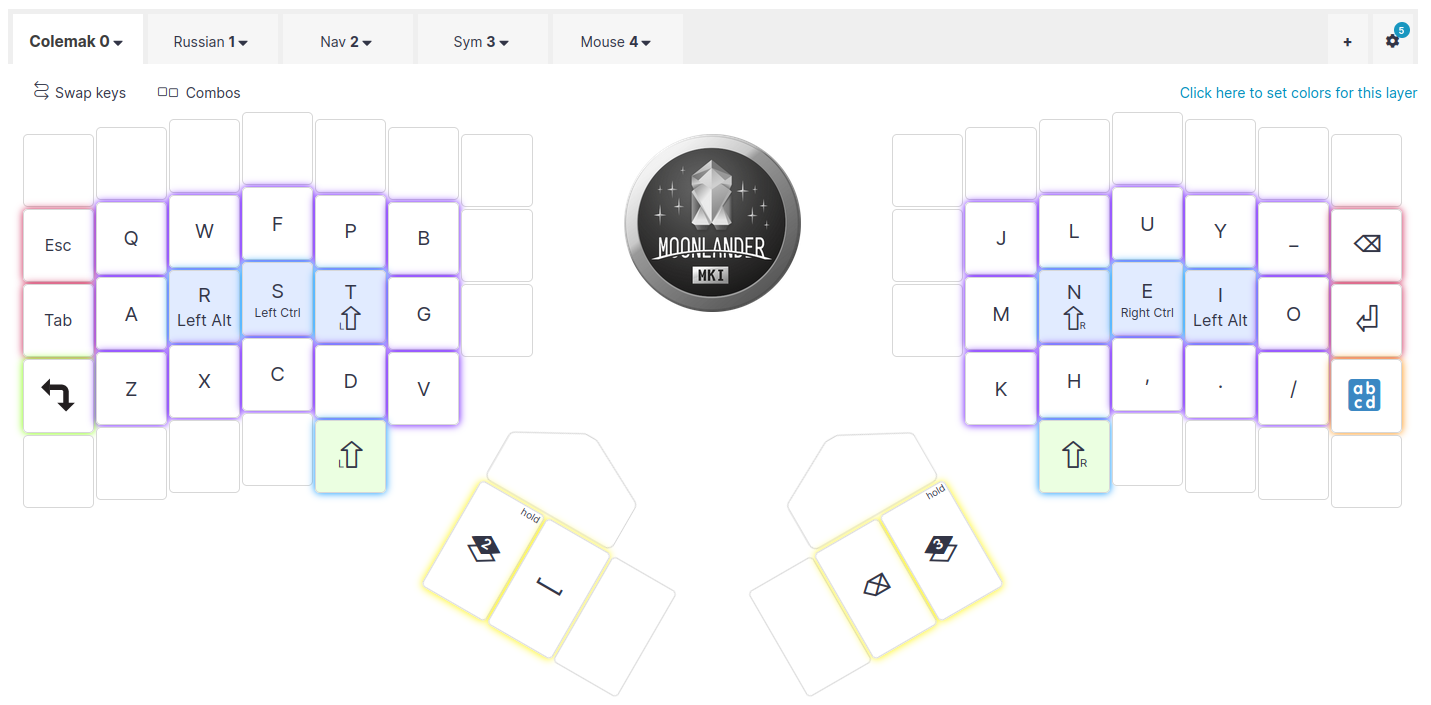 Colemak 0 Russian 1 Nav 2 Sym 3 Mouse 4 + 5
Swap keys Combos Click here to set colors for this layer
Esc Q W F P B J L U Y _
Tab A R S T G M N E I O
Left Alt Left Ctrl L R Right Ctrl Left Alt
Z X C D V K H , . / ab
cd
L R
MOONLANDER
MKI
hold hold
2 3
[